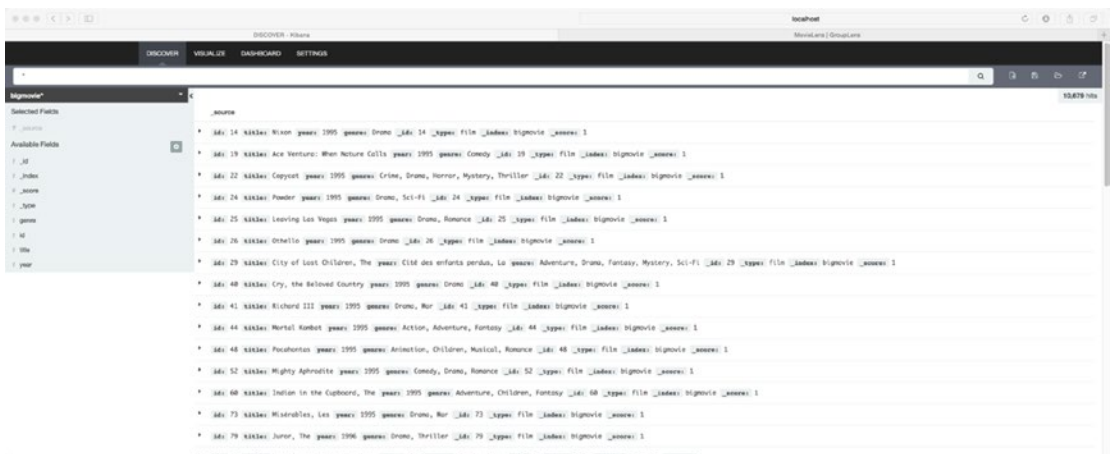 localhost
DISCOVER - Kibana
MovieLens | GroupLens
DISCOVER VISUALIZE DASHBOARD SETTINGS
*
bigmovie*
10,679 hits
Selected Fields
? _source
Available Fields
t _id
t _index
# _score
t _type
t genre
t id
t title
t year
_source
id: 14 title: Nixon year: 1995 genre: Drama _id: 14 _type: film _index: bigmovie _score: 1
id: 19 title: Ace Ventura: When Nature Calls year: 1995 genre: Comedy _id: 19 _type: film _index: bigmovie _score: 1
id: 22 title: Copycat year: 1995 genre: Crime, Drama, Horror, Mystery, Thriller _id: 22 _type: film _index: bigmovie _score: 1
id: 24 title: Powder year: 1995 genre: Drama, Sci-Fi _id: 24 _type: film _index: bigmovie _score: 1
id: 25 title: Leaving Las Vegas year: 1995 genre: Drama, Romance _id: 25 _type: film _index: bigmovie _score: 1
id: 26 title: Othello year: 1995 genre: Drama _id: 26 _type: film _index: bigmovie _score: 1
id: 29 title: City of Lost Children, The year: Cité des enfants perdus, La genre: Adventure, Drama, Fantasy, Mystery, Sci-Fi _id: 29 _type: film _index: bigmovie _score: 1
id: 40 title: Cry, the Beloved Country year: 1995 genre: Drama _id: 40 _type: film _index: bigmovie _score: 1
id: 41 title: Richard III year: 1995 genre: Drama, War _id: 41 _type: film _index: bigmovie _score: 1
id: 44 title: Mortal Kombat year: 1995 genre: Action, Adventure, Fantasy _id: 44 _type: film _index: bigmovie _score: 1
id: 48 title: Pocahontas year: 1995 genre: Animation, Children, Musical, Romance _id: 48 _type: film _index: bigmovie _score: 1
id: 52 title: Mighty Aphrodite year: 1995 genre: Comedy, Drama, Romance _id: 52 _type: film _index: bigmovie _score: 1
id: 60 title: Indian in the Cupboard, The year: 1995 genre: Adventure, Children, Fantasy _id: 60 _type: film _index: bigmovie _score: 1
id: 73 title: Misérables, Les year: 1995 genre: Drama, War _id: 73 _type: film _index: bigmovie _score: 1
id: 79 title: Juror, The year: 1996 genre: Drama, Thriller _id: 79 _type: film _index: bigmovie _score: 1